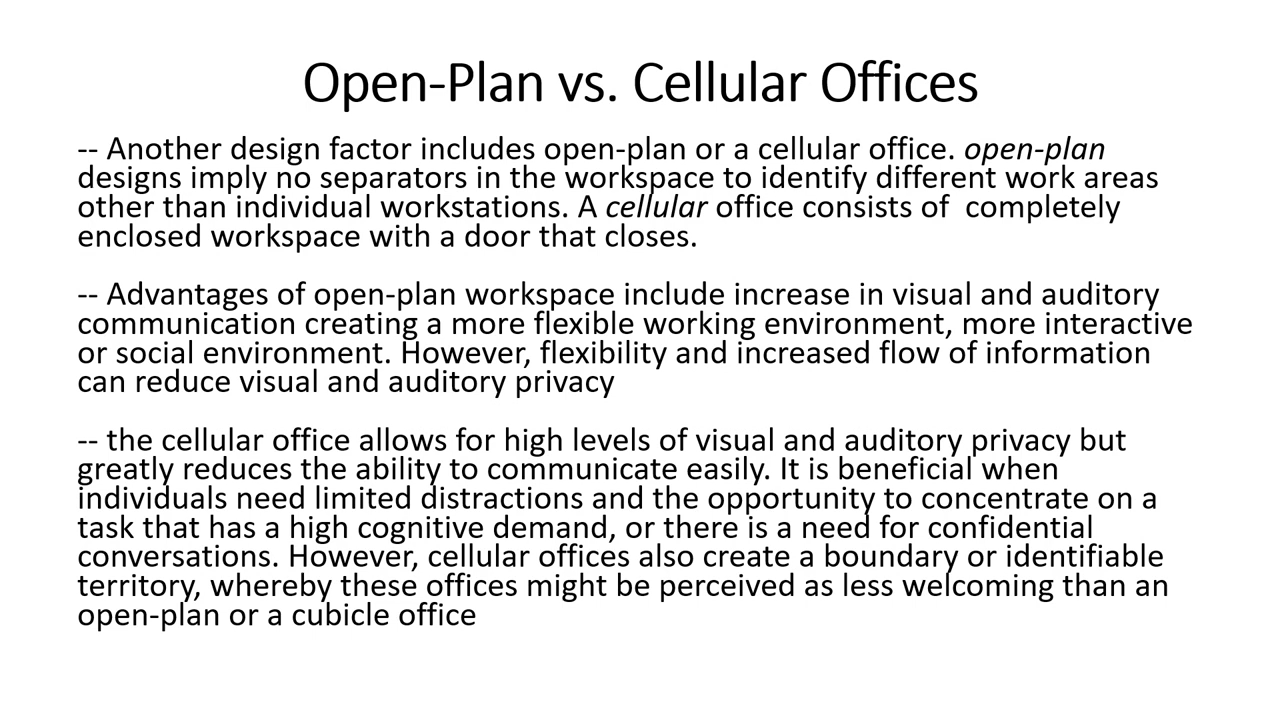 Open-Plan vs. Cellular Offices
-- Another design factor includes open-plan or a cellular office. open-plan
designs imply no separators in the workspace to identify different work areas
other than individual workstations. A cellular office consists of  completely
enclosed workspace with a door that closes.
-- Advantages of open-plan workspace include increase in visual and auditory
communication creating a more flexible working environment, more interactive
or social environment. However, flexibility and increased flow of information
can reduce visual and auditory privacy
-- the cellular office allows for high levels of visual and auditory privacy but
greatly reduces the ability to communicate easily. It is beneficial when
individuals need limited distractions and the opportunity to concentrate on a
task that has a high cognitive demand, or there is a need for confidential
conversations. However, cellular offices also create a boundary or identifiable
territory, whereby these offices might be perceived as less welcoming than an
open-plan or a cubicle office